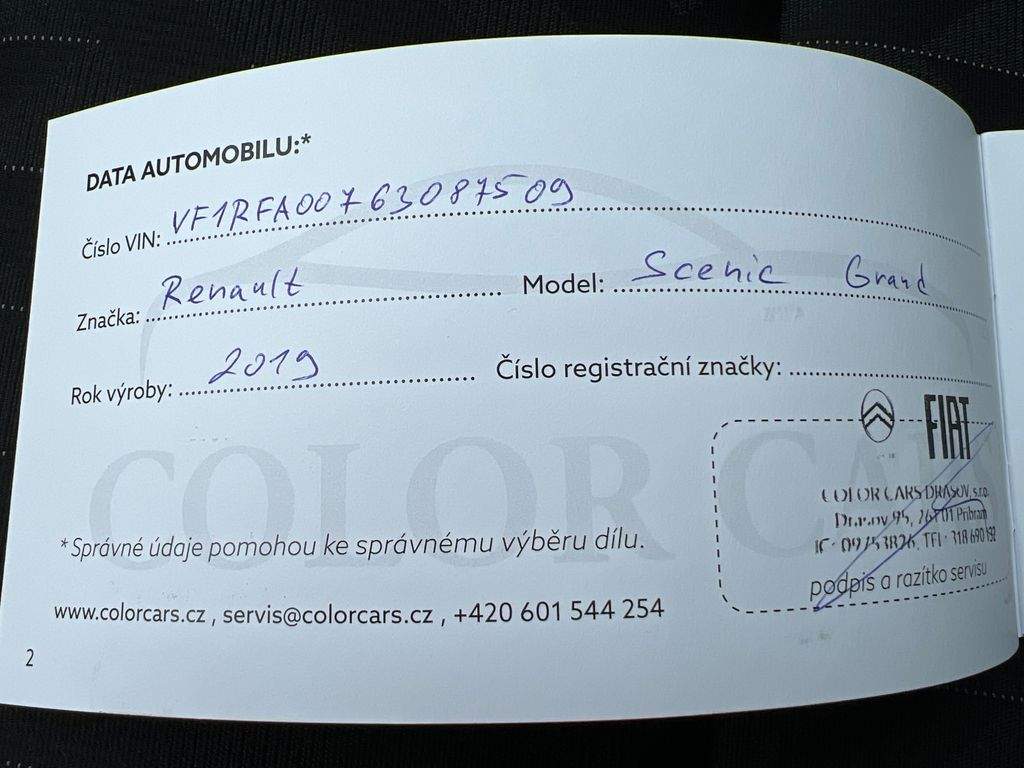 DATA AUTOMOBILU:*
Číslo VIN: VF1RFA00763087509
Značka: Renault Model: Scenic Grand
Rok výroby: 2019 Číslo registrační značky:
COLOR CARS
FIAT
COLOR CARS DRASOV, s.r.o.
Drasov 95, 261 01 Příbram
*Správné údaje pomohou ke správnému výběru dílu.
podpis a razítko servisu
www.colorcars.cz , servis@colorcars.cz , +420 601 544 254
2